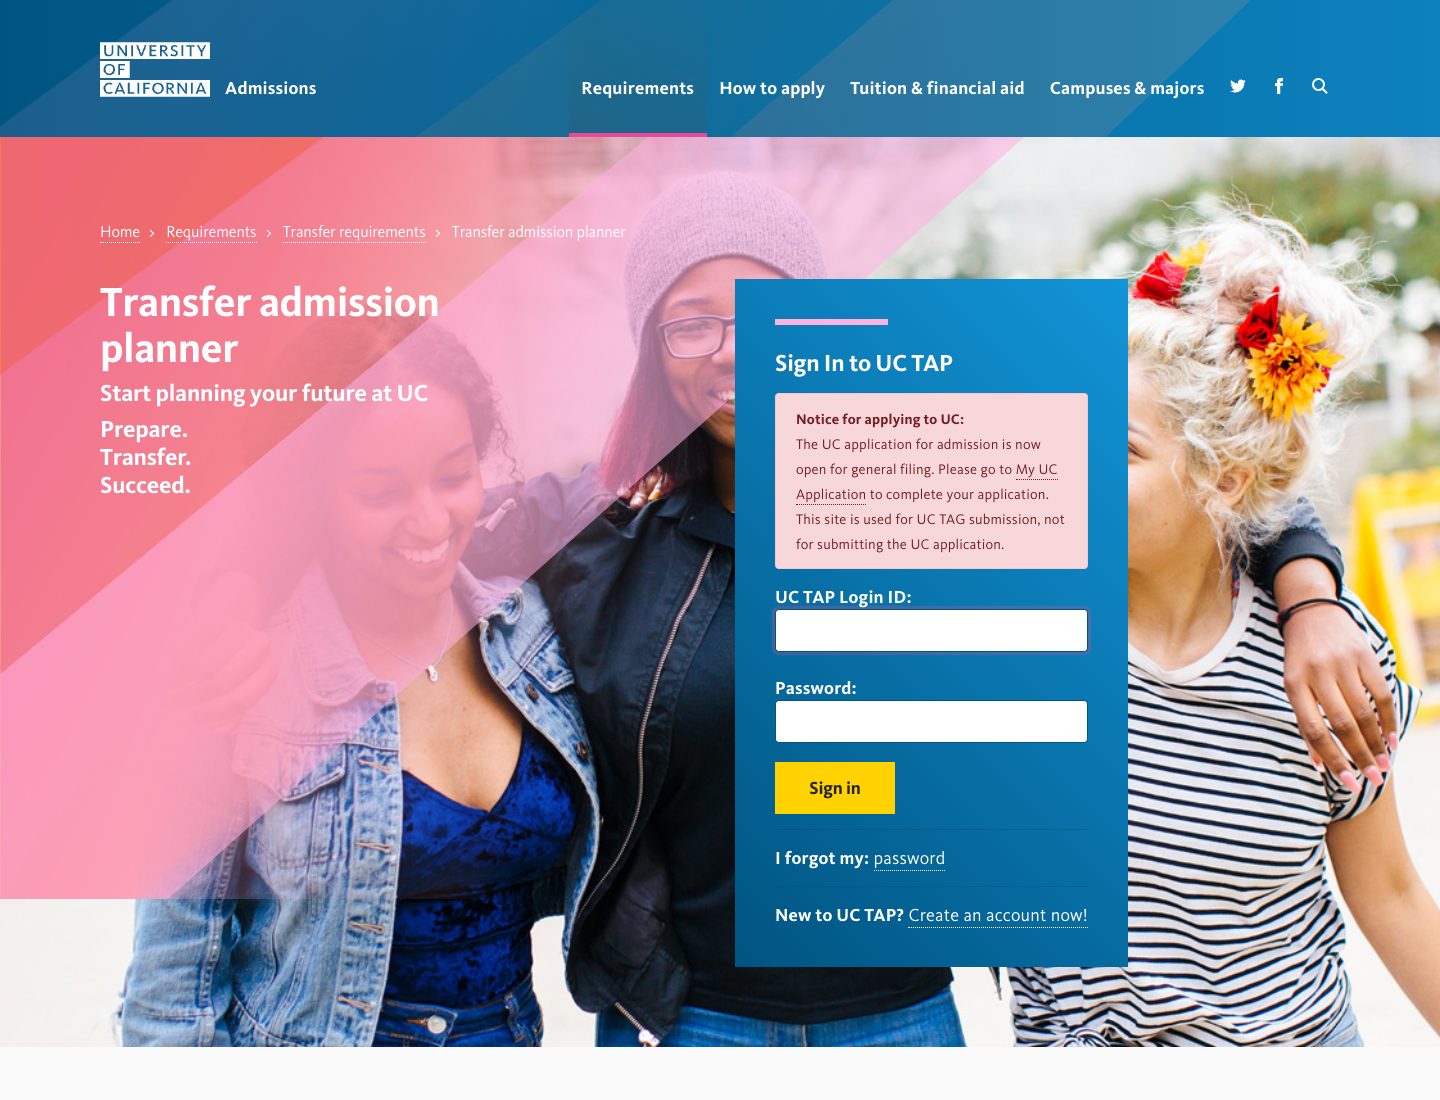 UNIVERSITY
OF
CALIFORNIA
Admissions
Requirements
How to apply
Tuition & financial aid
Campuses & majors
Home
Requirements
Transfer requirements
Transfer admission planner
Transfer admission
planner
Start planning your future at UC
Prepare.
Transfer.
Succeed.
Sign In to UC TAP
Notice for applying to UC:
The UC application for admission is now
open for general filing. Please go to My UC
Application to complete your application.
This site is used for UC TAG submission, not
for submitting the UC application.
UC TAP Login ID:
Password:
Sign in
I forgot my: password
New to UC TAP? Create an account now!